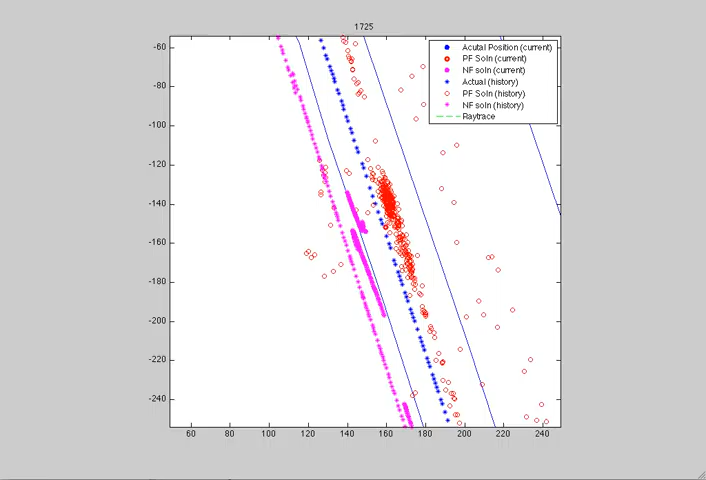 1725
Acutal Position (current)
PF Soln (current)
NF soln (current)
Actual (history)
PF Soln (history)
NF soln (history)
Raytrace
-60
-80
-100
-120
-140
-160
-180
-200
-220
-240
60 80 100 120 140 160 180 200 220 240